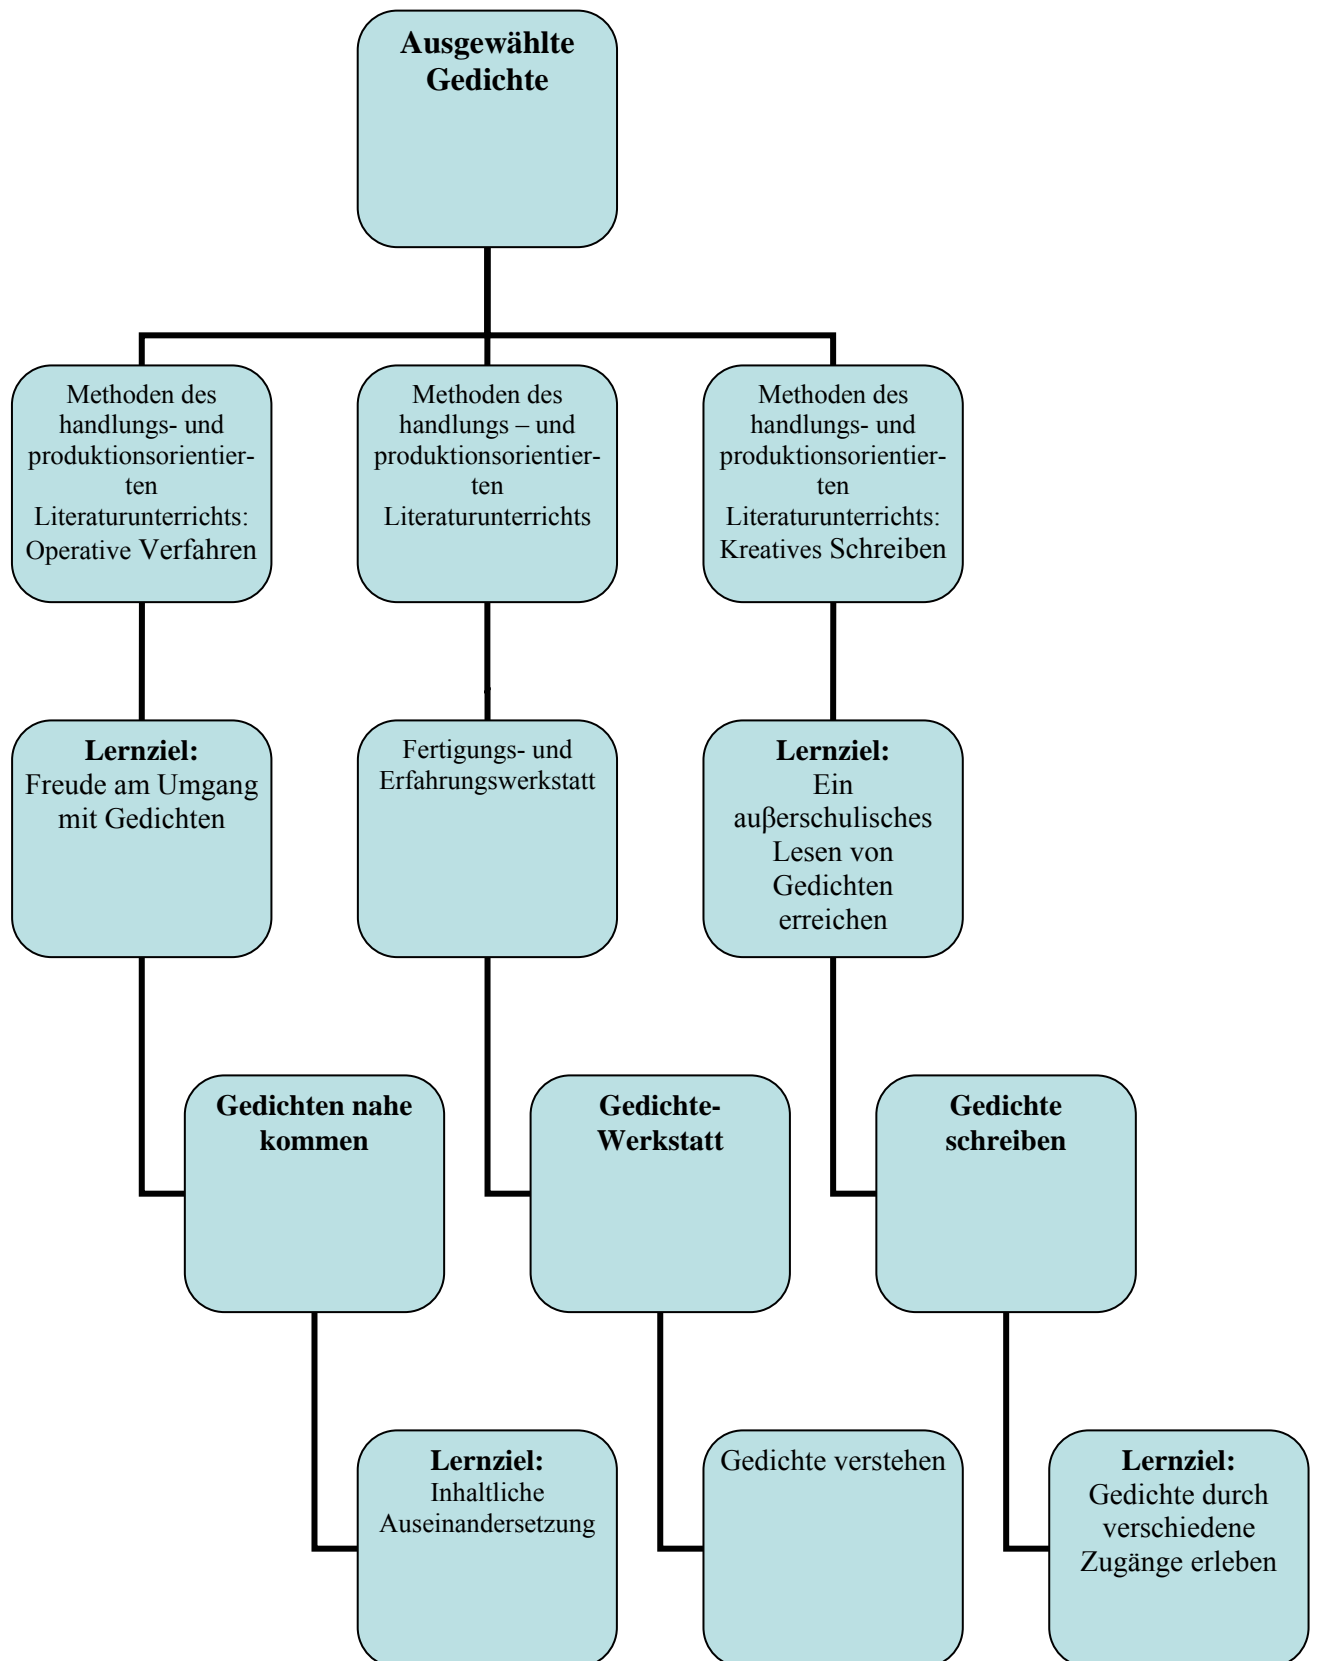 Ausgewählte
Gedichte
Methoden des
handlungs- und
produktionsorientier-
ten
Literaturunterrichts:
Operative Verfahren
Methoden des
handlungs – und
produktionsorientier-
ten
Literaturunterrichts
Methoden des
handlungs- und
produktionsorientier-
ten
Literaturunterrichts:
Kreatives Schreiben
Lernziel:
Freude am Umgang
mit Gedichten
Fertigungs- und
Erfahrungswerkstatt
Lernziel:
Ein
auβerschulisches
Lesen von
Gedichten
erreichen
Gedichten nahe
kommen
Gedichte-
Werkstatt
Gedichte
schreiben
Lernziel:
Inhaltliche
Auseinandersetzung
Gedichte verstehen
Lernziel:
Gedichte durch
verschiedene
Zugänge erleben